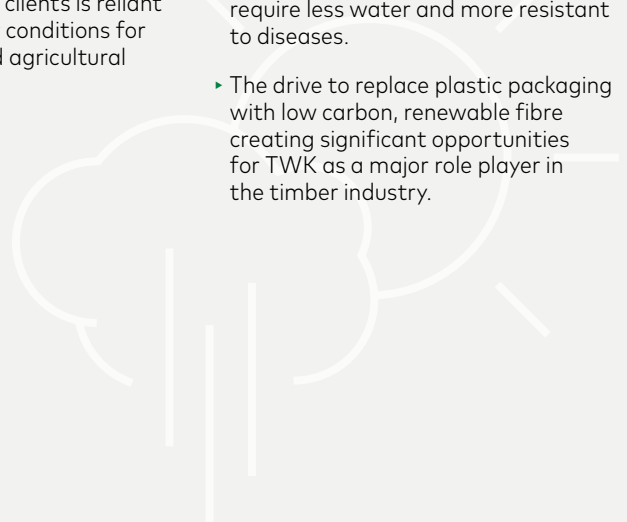 clients is reliant
conditions for
agricultural
require less water and more resistant
to diseases.
‣ The drive to replace plastic packaging
with low carbon, renewable fibre
creating significant opportunities
for TWK as a major role player in
the timber industry.